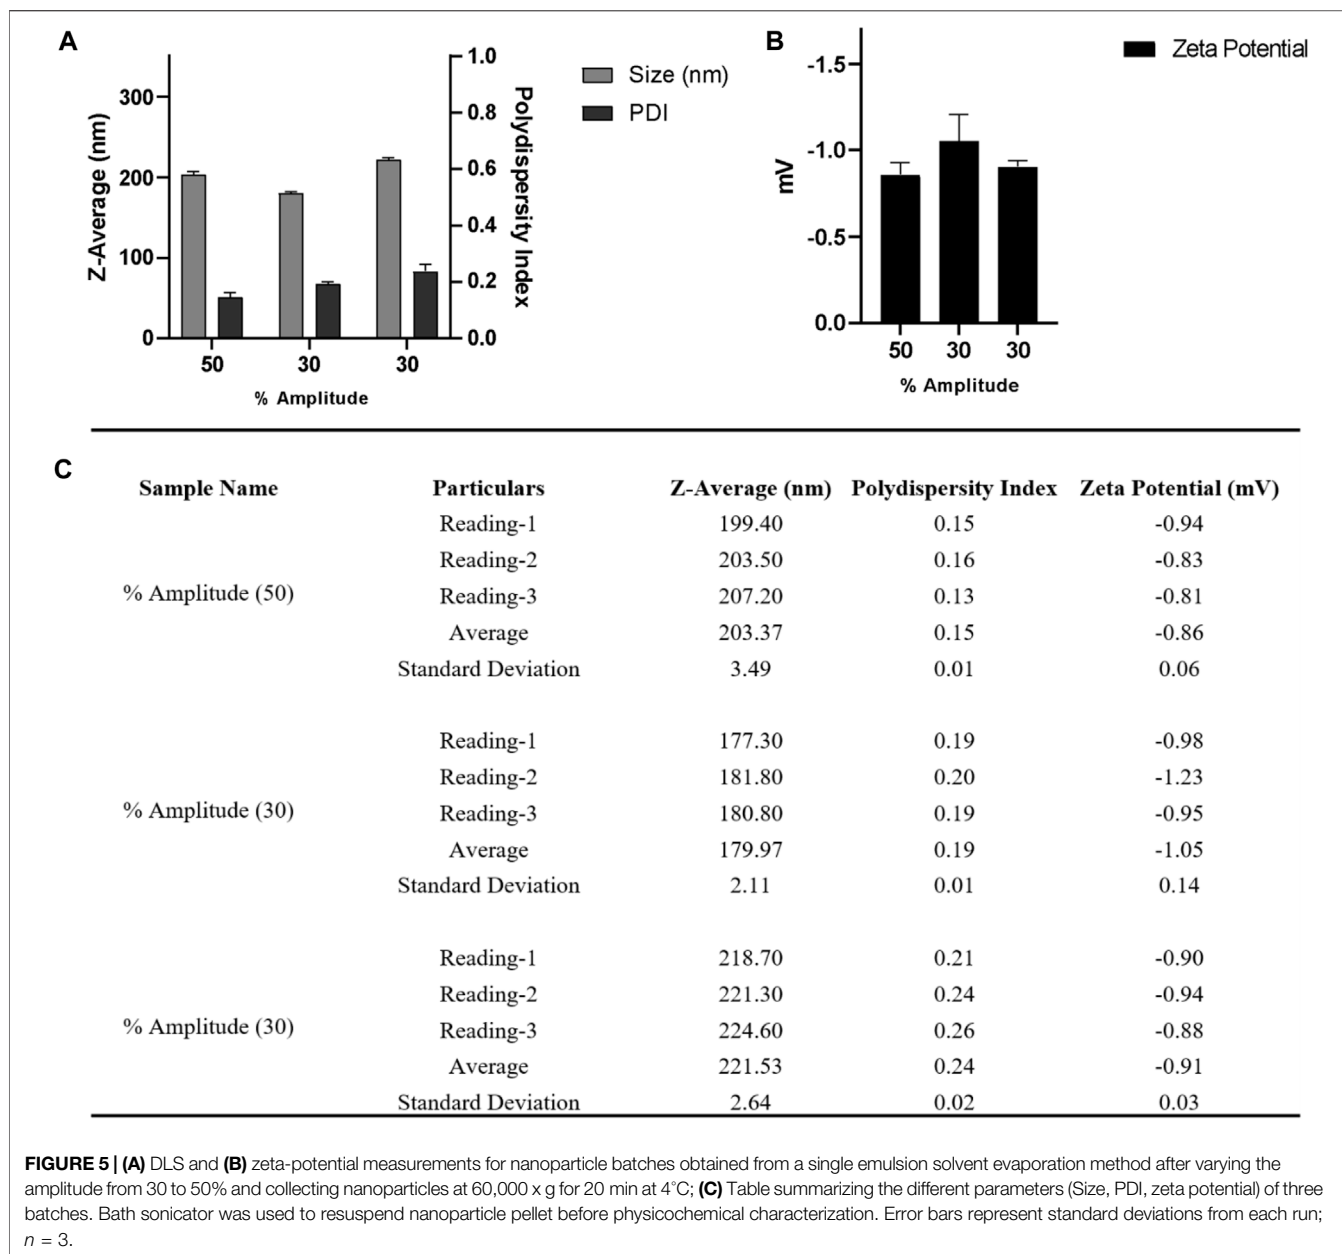 A
300
200
100
0
Z-Average (nm)
1.0
0.8
0.6
0.4
0.2
0.0
Polydispersity Index
50 30 30
% Amplitude
Size (nm)
PDI
B
-1.5
-1.0
-0.5
0.0
mV
50 30 30
% Amplitude
Zeta Potential
C
Sample Name Particulars Z-Average (nm) Polydispersity Index Zeta Potential (mV)
Reading-1 199.40 0.15 -0.94
Reading-2 203.50 0.16 -0.83
% Amplitude (50) Reading-3 207.20 0.13 -0.81
Average 203.37 0.15 -0.86
Standard Deviation 3.49 0.01 0.06
Reading-1 177.30 0.19 -0.98
Reading-2 181.80 0.20 -1.23
% Amplitude (30) Reading-3 180.80 0.19 -0.95
Average 179.97 0.19 -1.05
Standard Deviation 2.11 0.01 0.14
Reading-1 218.70 0.21 -0.90
Reading-2 221.30 0.24 -0.94
% Amplitude (30) Reading-3 224.60 0.26 -0.88
Average 221.53 0.24 -0.91
Standard Deviation 2.64 0.02 0.03
FIGURE 5 | (A) DLS and (B) zeta-potential measurements for nanoparticle batches obtained from a single emulsion solvent evaporation method after varying the
amplitude from 30 to 50% and collecting nanoparticles at 60,000 x g for 20 min at 4°C; (C) Table summarizing the different parameters (Size, PDI, zeta potential) of three
batches. Bath sonicator was used to resuspend nanoparticle pellet before physicochemical characterization. Error bars represent standard deviations from each run;
n = 3.